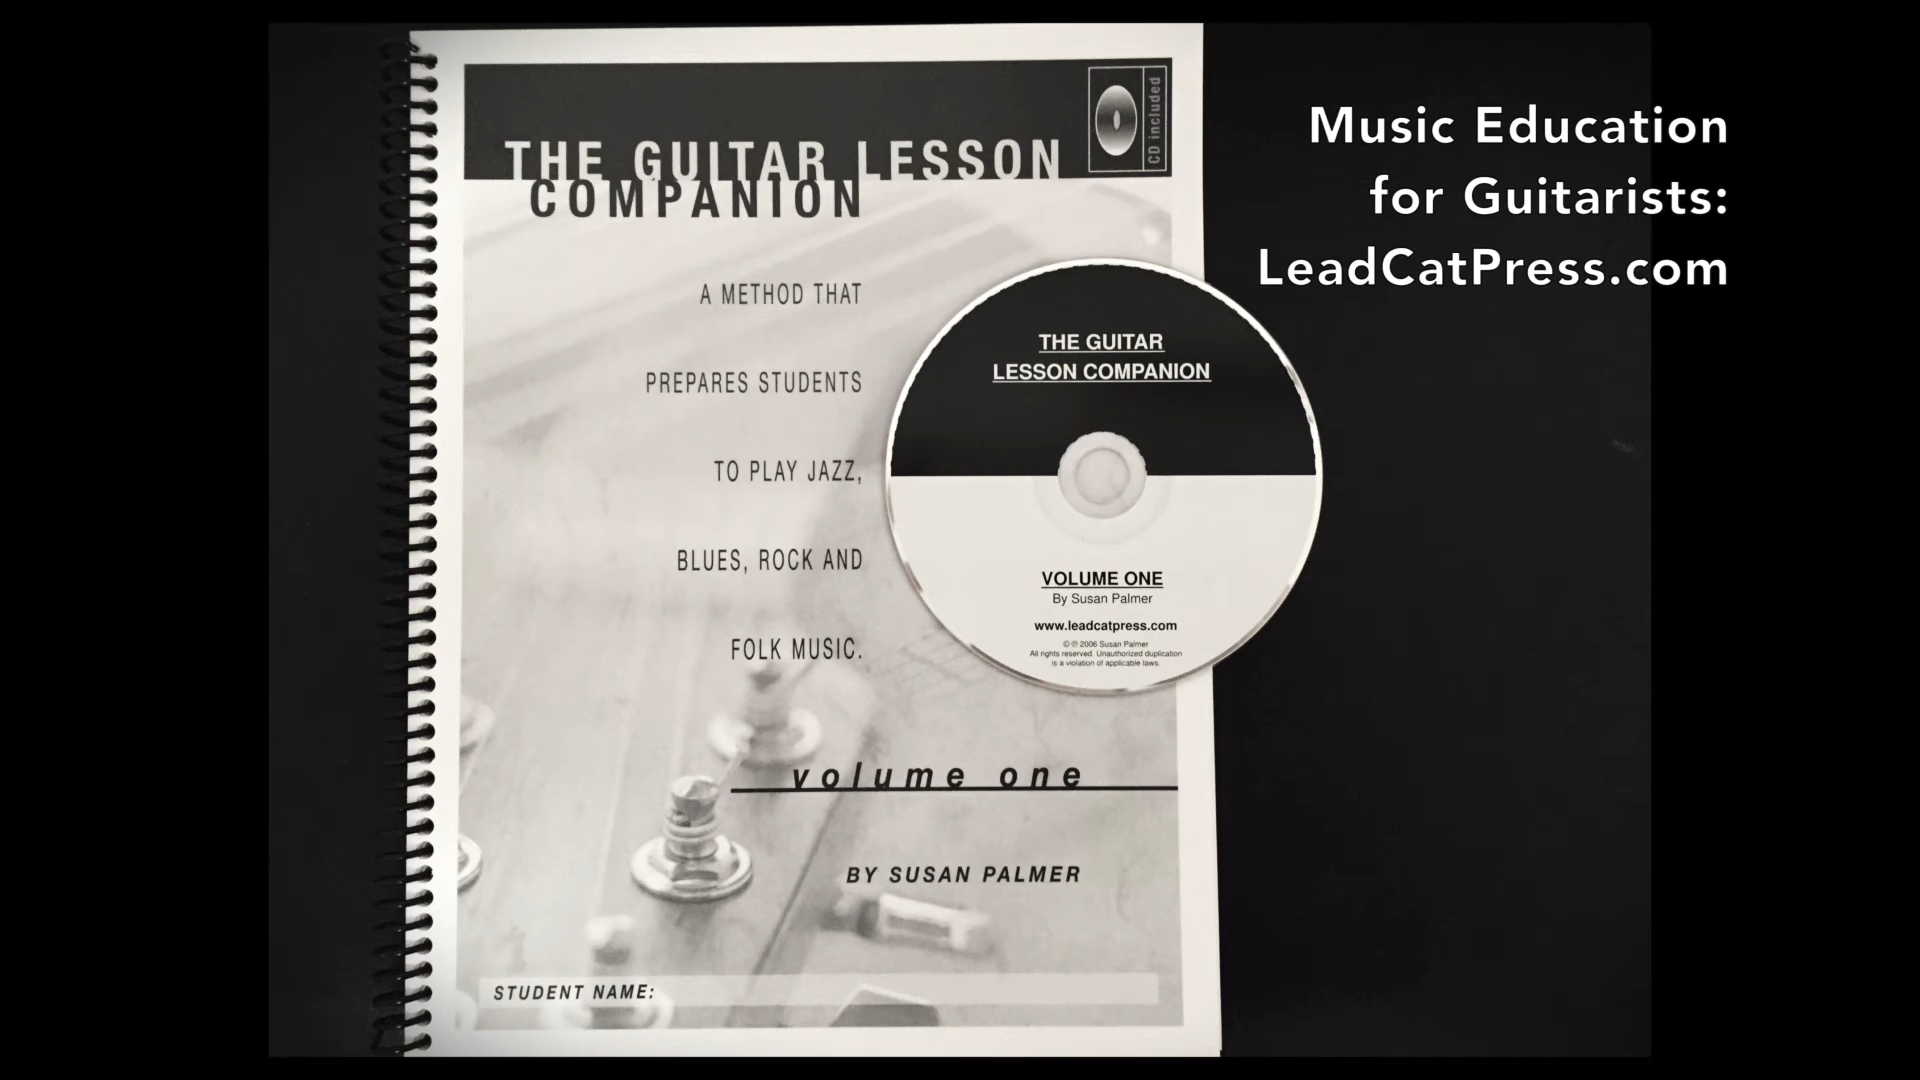 THE GUITAR LESSON
COMPANION
CD included
A METHOD THAT
PREPARES STUDENTS
TO PLAY JAZZ,
BLUES, ROCK AND
FOLK MUSIC.
volume one
BY SUSAN PALMER
STUDENT NAME:
THE GUITAR
LESSON COMPANION
VOLUME ONE
By Susan Palmer
www.leadcatpress.com
© ℗ 2006 Susan Palmer
All rights reserved. Unauthorized duplication
is a violation of applicable laws.
Music Education
for Guitarists:
LeadCatPress.com